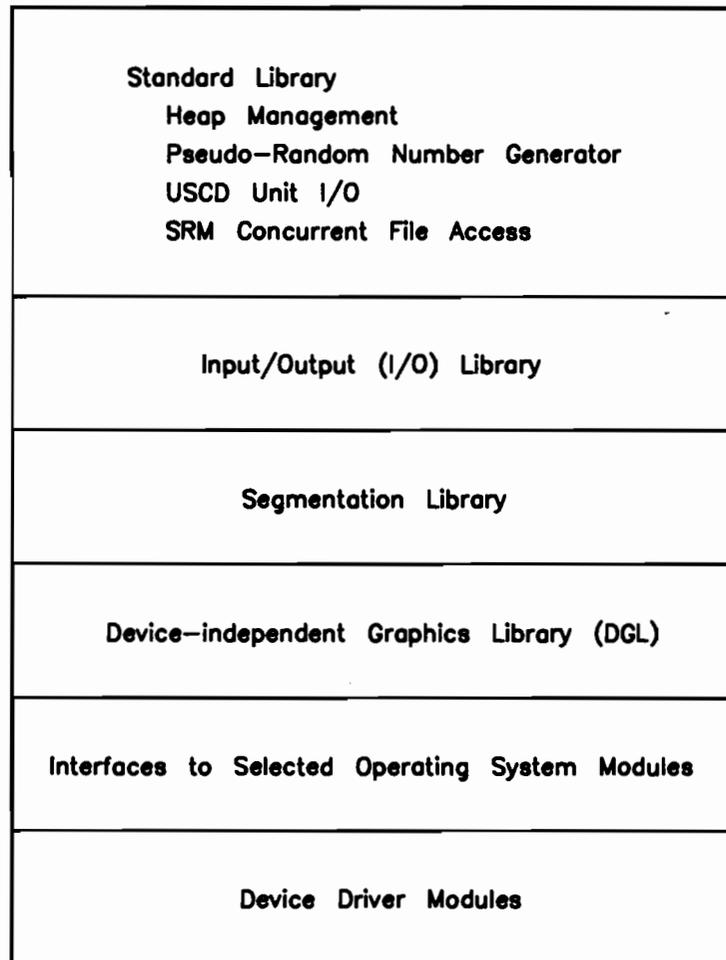 Standard Library
Heap Management
Pseudo-Random Number Generator
USCD Unit I/O
SRM Concurrent File Access
Input/Output (I/O) Library
Segmentation Library
Device-independent Graphics Library (DGL)
Interfaces to Selected Operating System Modules
Device Driver Modules